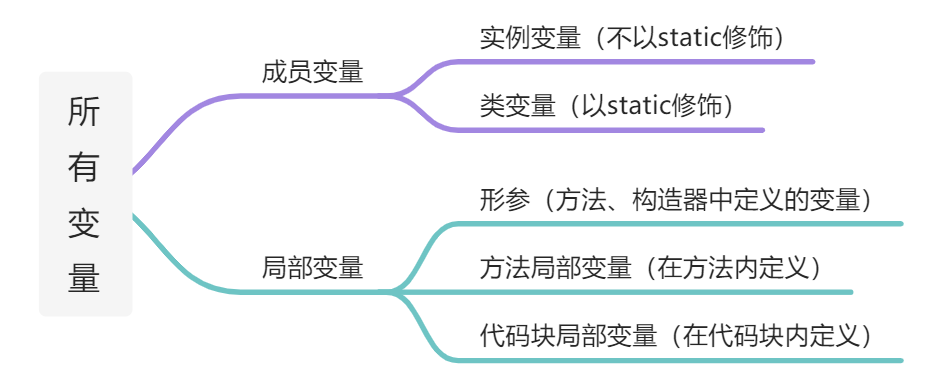 所有变量
成员变量
实例变量（不以static修饰）
类变量（以static修饰）
局部变量
形参（方法、构造器中定义的变量）
方法局部变量（在方法内定义）
代码块局部变量（在代码块内定义）